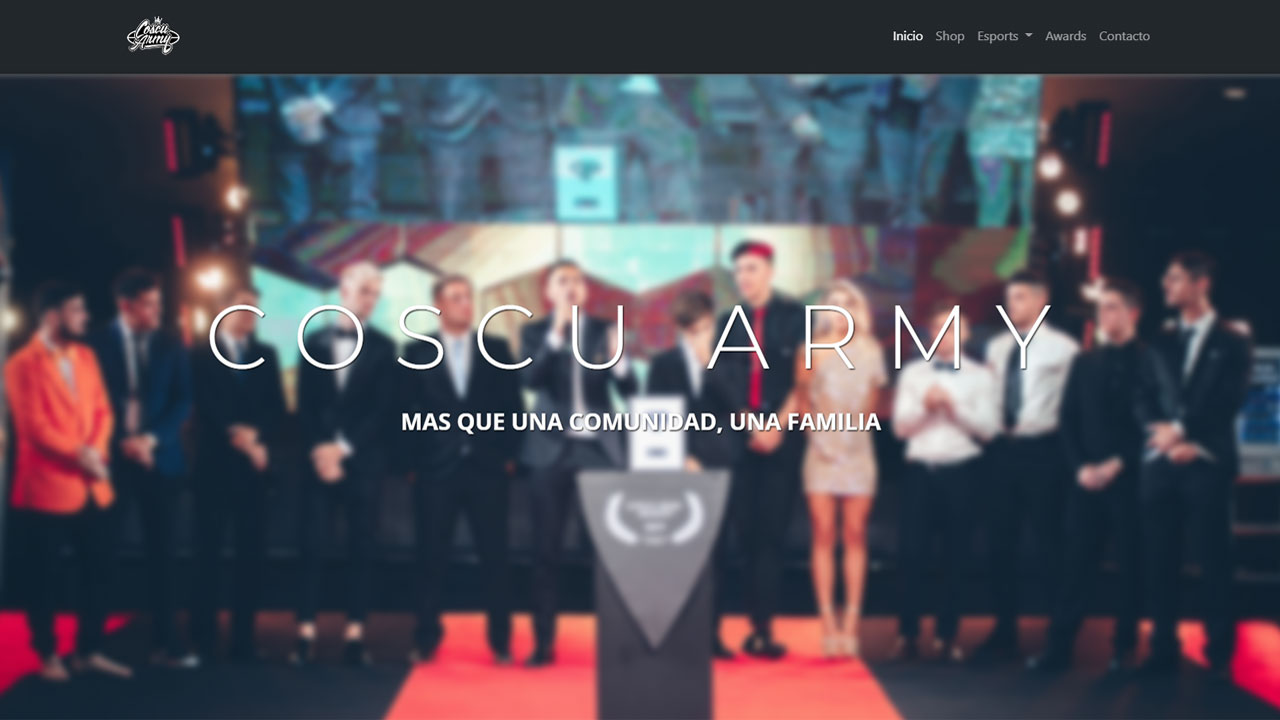 Coscu
Army
Inicio Shop Esports Awards Contacto
COSCU ARMY
MAS QUE UNA COMUNIDAD, UNA FAMILIA